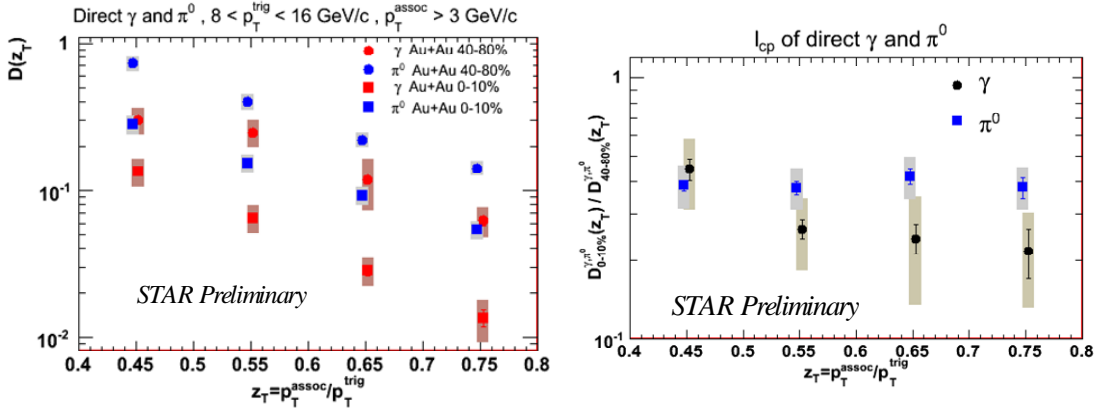 Direct γ and π⁰ , 8 < p_T^trig < 16 GeV/c , p_T^assoc > 3 GeV/c
D(z_T)
1
10⁻¹
10⁻²
γ Au+Au 40-80%
π⁰ Au+Au 40-80%
γ Au+Au 0-10%
π⁰ Au+Au 0-10%
STAR Preliminary
0.4 0.45 0.5 0.55 0.6 0.65 0.7 0.75 0.8
z_T=p_T^assoc/p_T^trig
I_cp of direct γ and π⁰
D_0-10%^γ,π⁰(z_T) / D_40-80%^γ,π⁰(z_T)
1
10⁻¹
γ
π⁰
STAR Preliminary
0.4 0.45 0.5 0.55 0.6 0.65 0.7 0.75 0.8
z_T=p_T^assoc/p_T^trig